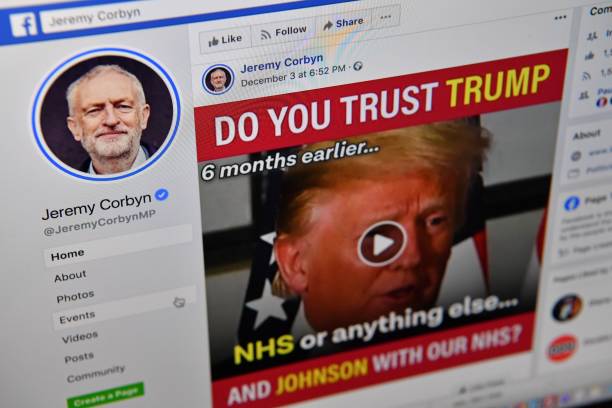 Jeremy Corbyn
Like
Follow
Share
...
Jeremy Corbyn
December 3 at 6:52 PM ·
...
DO YOU TRUST TRUMP
6 months earlier...
NHS or anything else...
AND JOHNSON WITH OUR NHS?
Jeremy Corbyn
@JeremyCorbynMP
Home
About
Photos
Events
Videos
Posts
Community
Create a Page
About